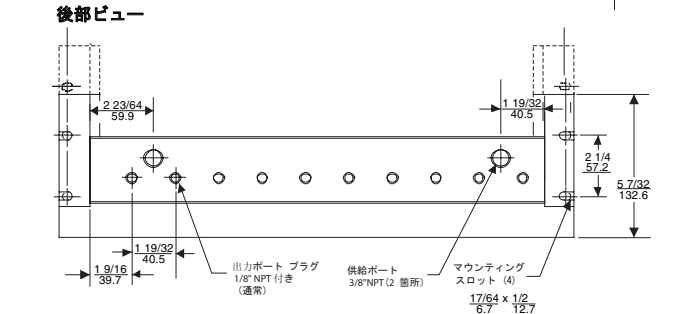 後部ビュー
2 23/64
59.9
1 19/32
40.5
2 1/4
57.2
5 7/32
132.6
1 19/32
40.5
1 9/16
39.7
出力ポート プラグ
1/8" NPT 付き
(通常)
供給ポート
3/8"NPT(2 箇所)
マウンティング
スロット (4)
17/64 x 1/2
6.7 12.7